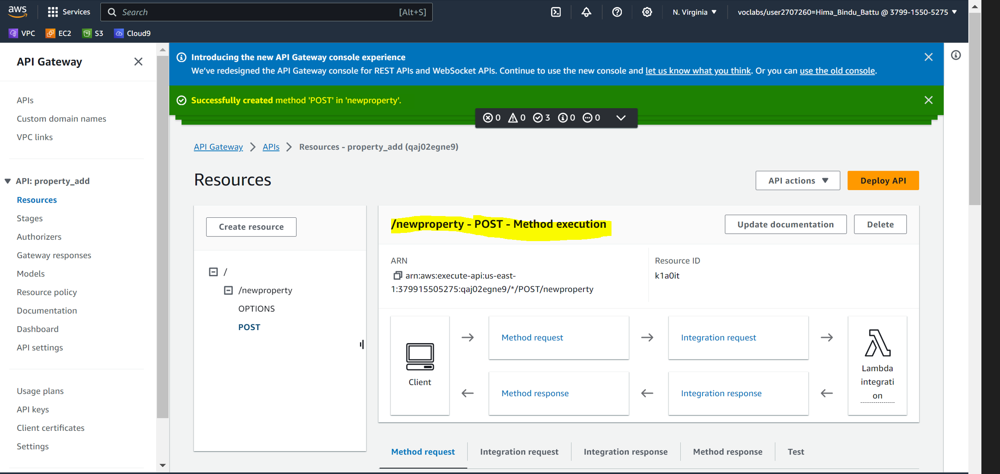 aws
Services
Search
[Alt+S]
N. Virginia
voclabs/user2707260=Hima_Bindu_Battu @ 3799-1550-5275
VPC
EC2
S3
Cloud9
API Gateway
APIs
Custom domain names
VPC links
API: property_add
Resources
Stages
Authorizers
Gateway responses
Models
Resource policy
Documentation
Dashboard
API settings
Usage plans
API keys
Client certificates
Settings
Introducing the new API Gateway console experience
We've redesigned the API Gateway console for REST APIs and WebSocket APIs. Continue to use the new console and let us know what you think. Or you can use the old console.
Successfully created method 'POST' in 'newproperty'.
0 0 3 0 0
API Gateway > APIs > Resources - property_add (qaj02egne9)
Resources
API actions
Deploy API
Create resource
/
/newproperty
OPTIONS
POST
/newproperty - POST - Method execution
Update documentation
Delete
ARN
arn:aws:execute-api:us-east-
1:379915505275:qaj02egne9/*/POST/newproperty
Resource ID
k1a0it
Client
Method request
Integration request
Method response
Integration response
Lambda
integrati
on
Method request
Integration request
Integration response
Method response
Test